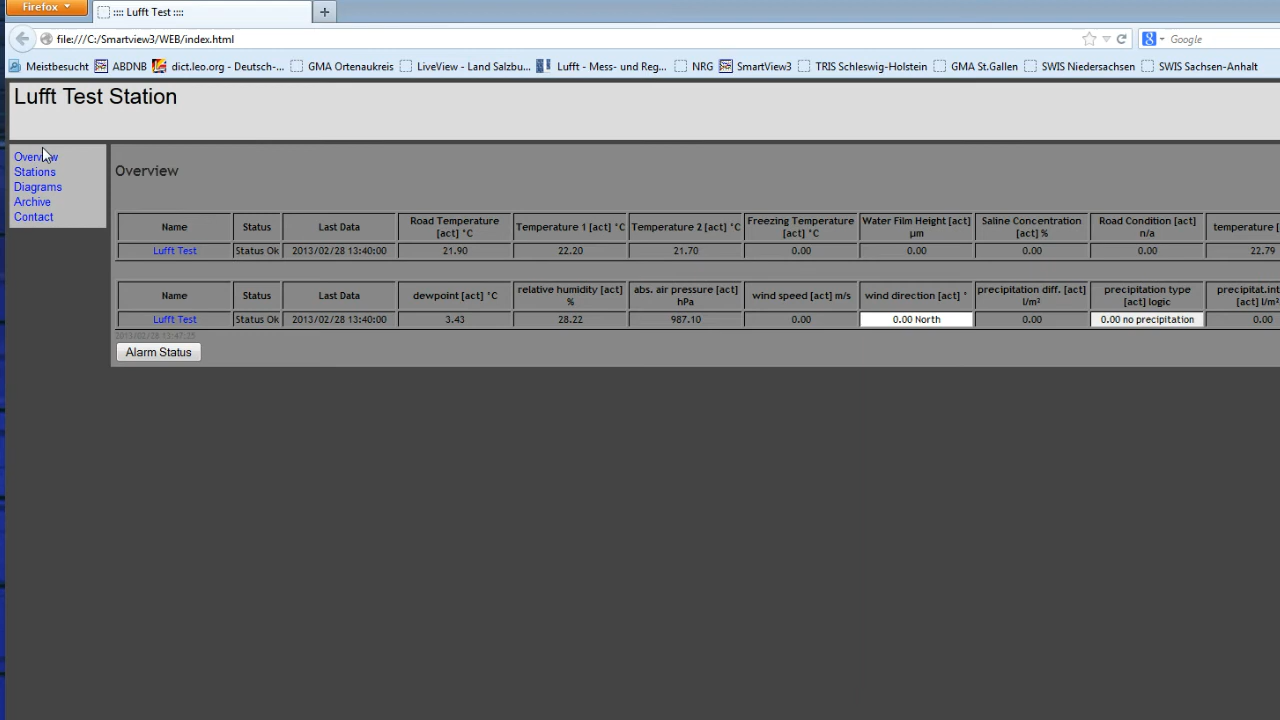 Firefox
:::: Lufft Test ::::
file:///C:/Smartview3/WEB/index.html
Google
Meistbesucht ABDNB dict.leo.org - Deutsch-... GMA Ortenaukreis LiveView - Land Salzbu... Lufft - Mess- und Reg... NRG SmartView3 TRIS Schleswig-Holstein GMA St.Gallen SWIS Niedersachsen SWIS Sachsen-Anhalt
Lufft Test Station
Overview
Stations
Diagrams
Archive
Contact
Overview
Name Status Last Data Road Temperature [act] °C Temperature 1 [act] °C Temperature 2 [act] °C Freezing Temperature [act] °C Water Film Height [act] µm Saline Concentration [act] % Road Condition [act] n/a temperature [
Lufft Test Status Ok 2013/02/28 13:40:00 21.90 22.20 21.70 0.00 0.00 0.00 0.00 22.79
Name Status Last Data dewpoint [act] °C relative humidity [act] % abs. air pressure [act] hPa wind speed [act] m/s wind direction [act] ° precipitation diff. [act] l/m² precipitation type [act] logic precipitat.int [act] l/m²
Lufft Test Status Ok 2013/02/28 13:40:00 3.43 28.22 987.10 0.00 0.00 North 0.00 0.00 no precipitation 0.00
2013/02/28 13:47:25
Alarm Status